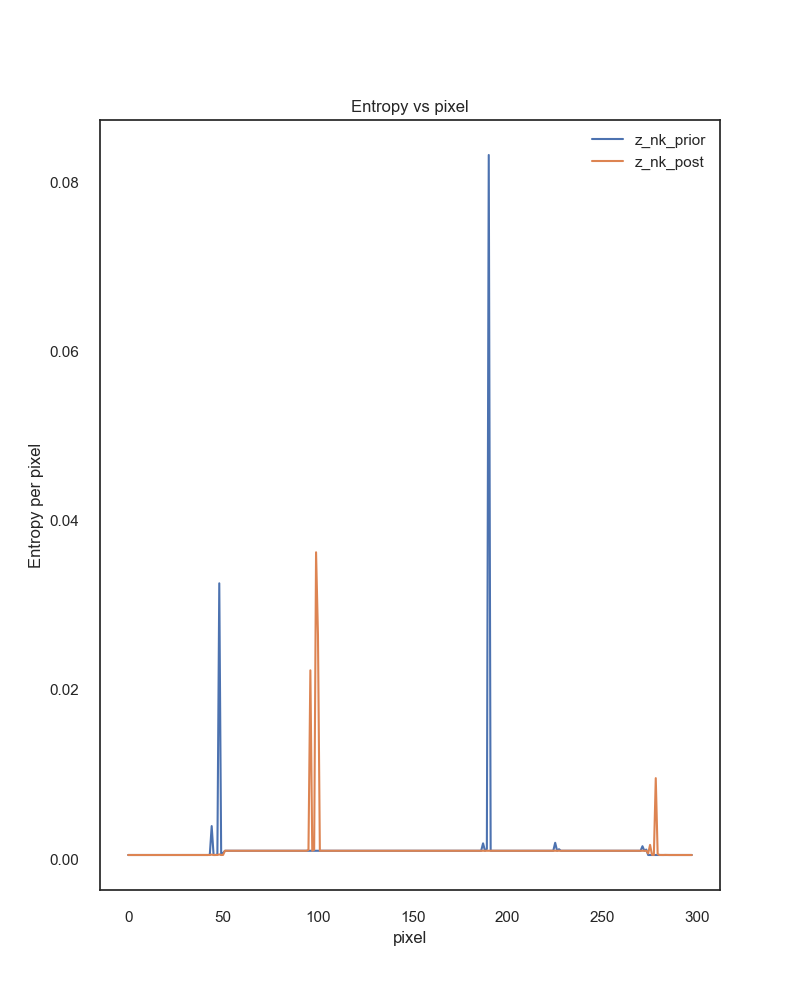 Entropy vs pixel
z_nk_prior
z_nk_post
0.08
0.06
0.04
0.02
0.00
Entropy per pixel
0 50 100 150 200 250 300
pixel